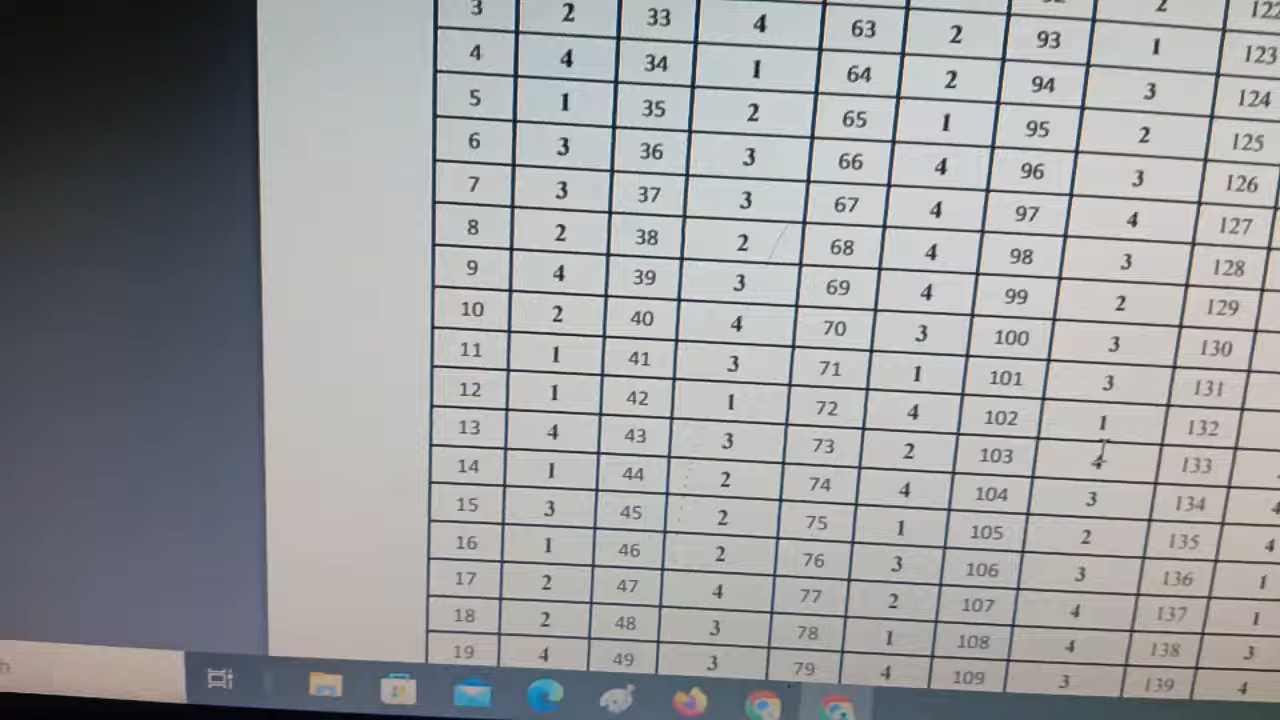 3 2 33 4 63 2 93 1 123
4 4 34 1 64 2 94 3 124
5 1 35 2 65 1 95 2 125
6 3 36 3 66 4 96 3 126
7 3 37 3 67 4 97 4 127
8 2 38 2 68 4 98 3 128
9 4 39 3 69 4 99 2 129
10 2 40 4 70 3 100 3 130
11 1 41 3 71 1 101 3 131
12 1 42 1 72 4 102 1 132
13 4 43 3 73 2 103 4 133
14 1 44 2 74 4 104 3 134 4
15 3 45 2 75 1 105 2 135 4
16 1 46 2 76 3 106 3 136 1
17 2 47 4 77 2 107 4 137 1
18 2 48 3 78 1 108 4 138 3
19 4 49 3 79 4 109 3 139 4